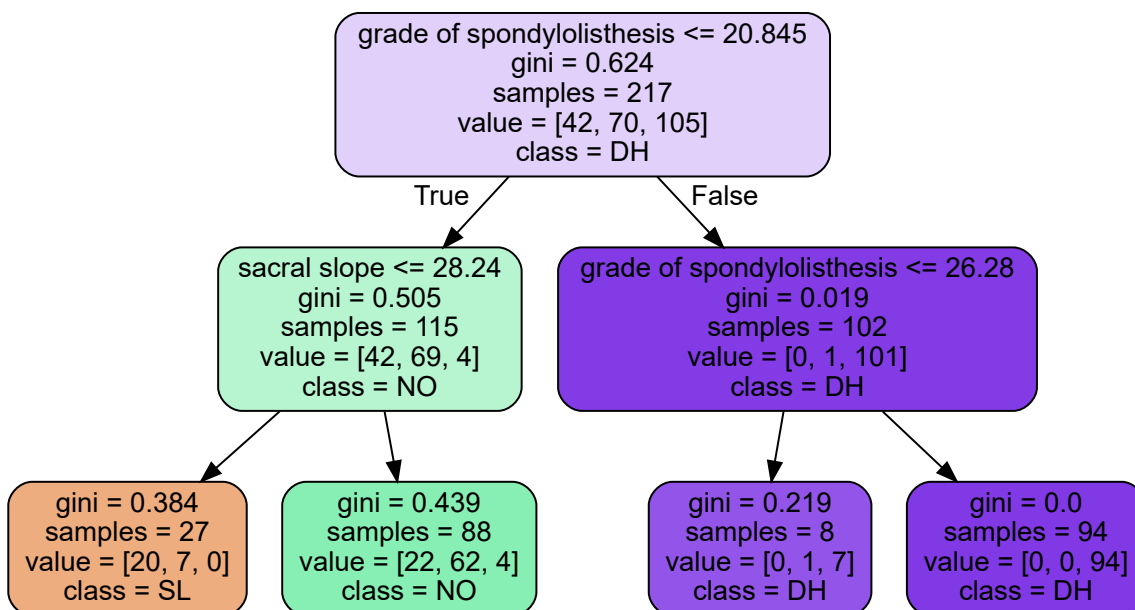 grade of spondylolisthesis <= 20.845
gini = 0.624
samples = 217
value = [42, 70, 105]
class = DH
True
False
sacral slope <= 28.24
gini = 0.505
samples = 115
value = [42, 69, 4]
class = NO
grade of spondylolisthesis <= 26.28
gini = 0.019
samples = 102
value = [0, 1, 101]
class = DH
gini = 0.384
samples = 27
value = [20, 7, 0]
class = SL
gini = 0.439
samples = 88
value = [22, 62, 4]
class = NO
gini = 0.219
samples = 8
value = [0, 1, 7]
class = DH
gini = 0.0
samples = 94
value = [0, 0, 94]
class = DH